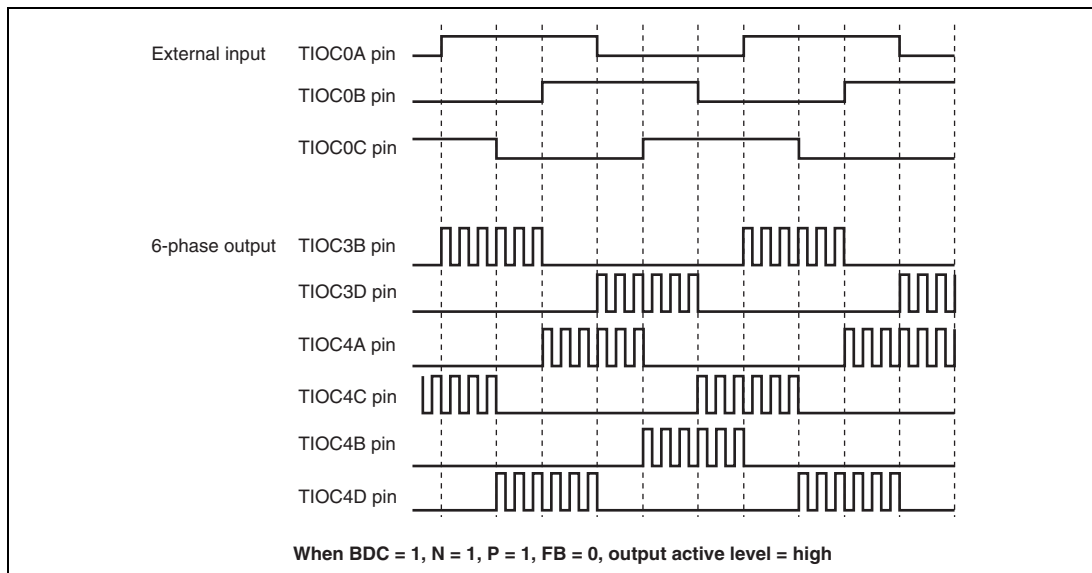 External input TIOC0A pin
TIOC0B pin
TIOC0C pin
6-phase output TIOC3B pin
TIOC3D pin
TIOC4A pin
TIOC4C pin
TIOC4B pin
TIOC4D pin
When BDC = 1, N = 1, P = 1, FB = 0, output active level = high